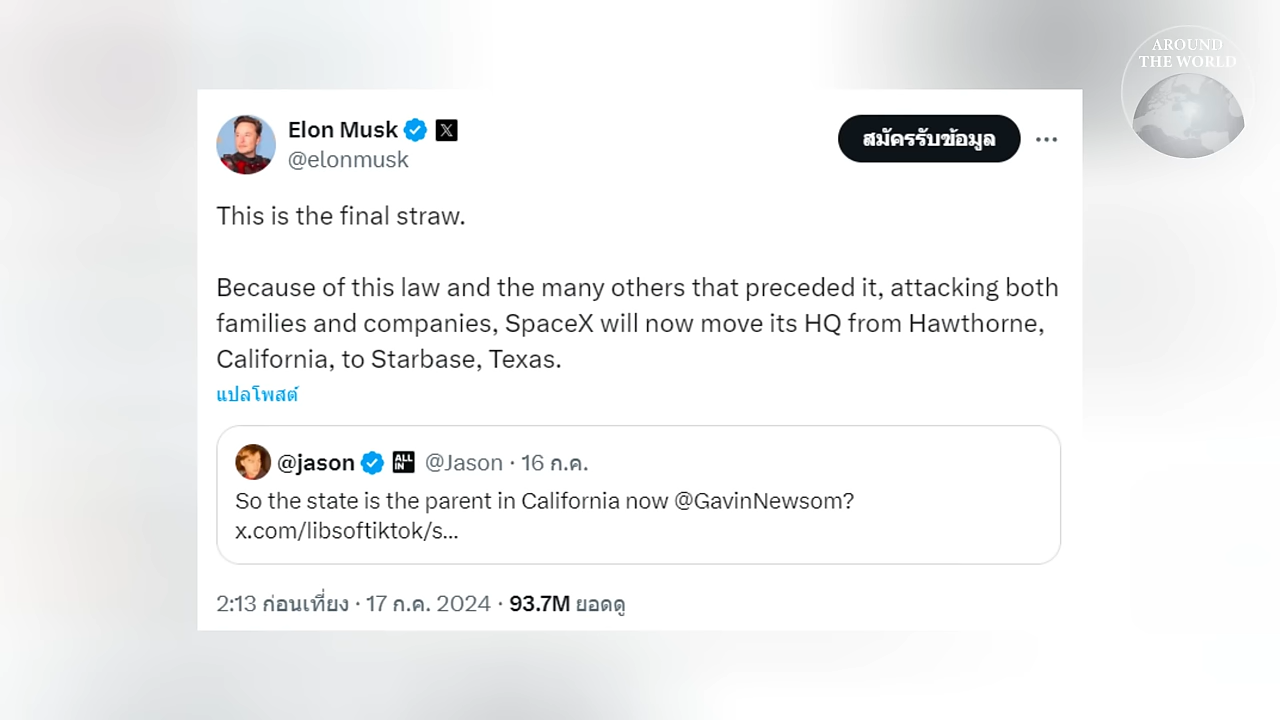 AROUND
THE WORLD
Elon Musk
@elonmusk
สมัครรับข้อมูล
This is the final straw.
Because of this law and the many others that preceded it, attacking both
families and companies, SpaceX will now move its HQ from Hawthorne,
California, to Starbase, Texas.
แปลโพสต์
@jason ALL IN @Jason · 16 ก.ค.
So the state is the parent in California now @GavinNewsom?
x.com/libsoftiktok/s...
2:13 ก่อนเที่ยง · 17 ก.ค. 2024 · 93.7M ยอดดู